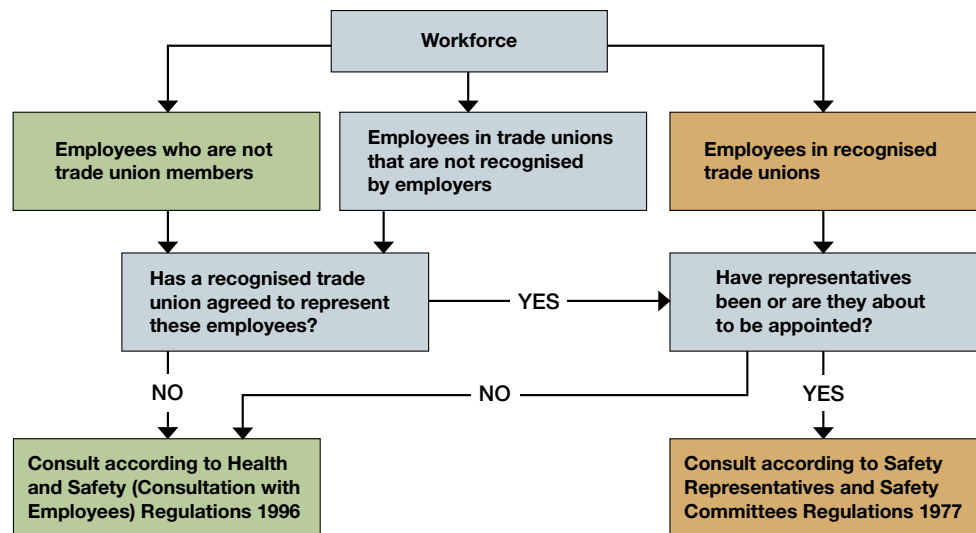 Workforce
Employees who are not
trade union members
Employees in trade unions
that are not recognised
by employers
Employees in recognised
trade unions
Has a recognised trade
union agreed to represent
these employees?
YES
Have representatives
been or are they about
to be appointed?
NO
NO
YES
Consult according to Health
and Safety (Consultation with
Employees) Regulations 1996
Consult according to Safety
Representatives and Safety
Committees Regulations 1977